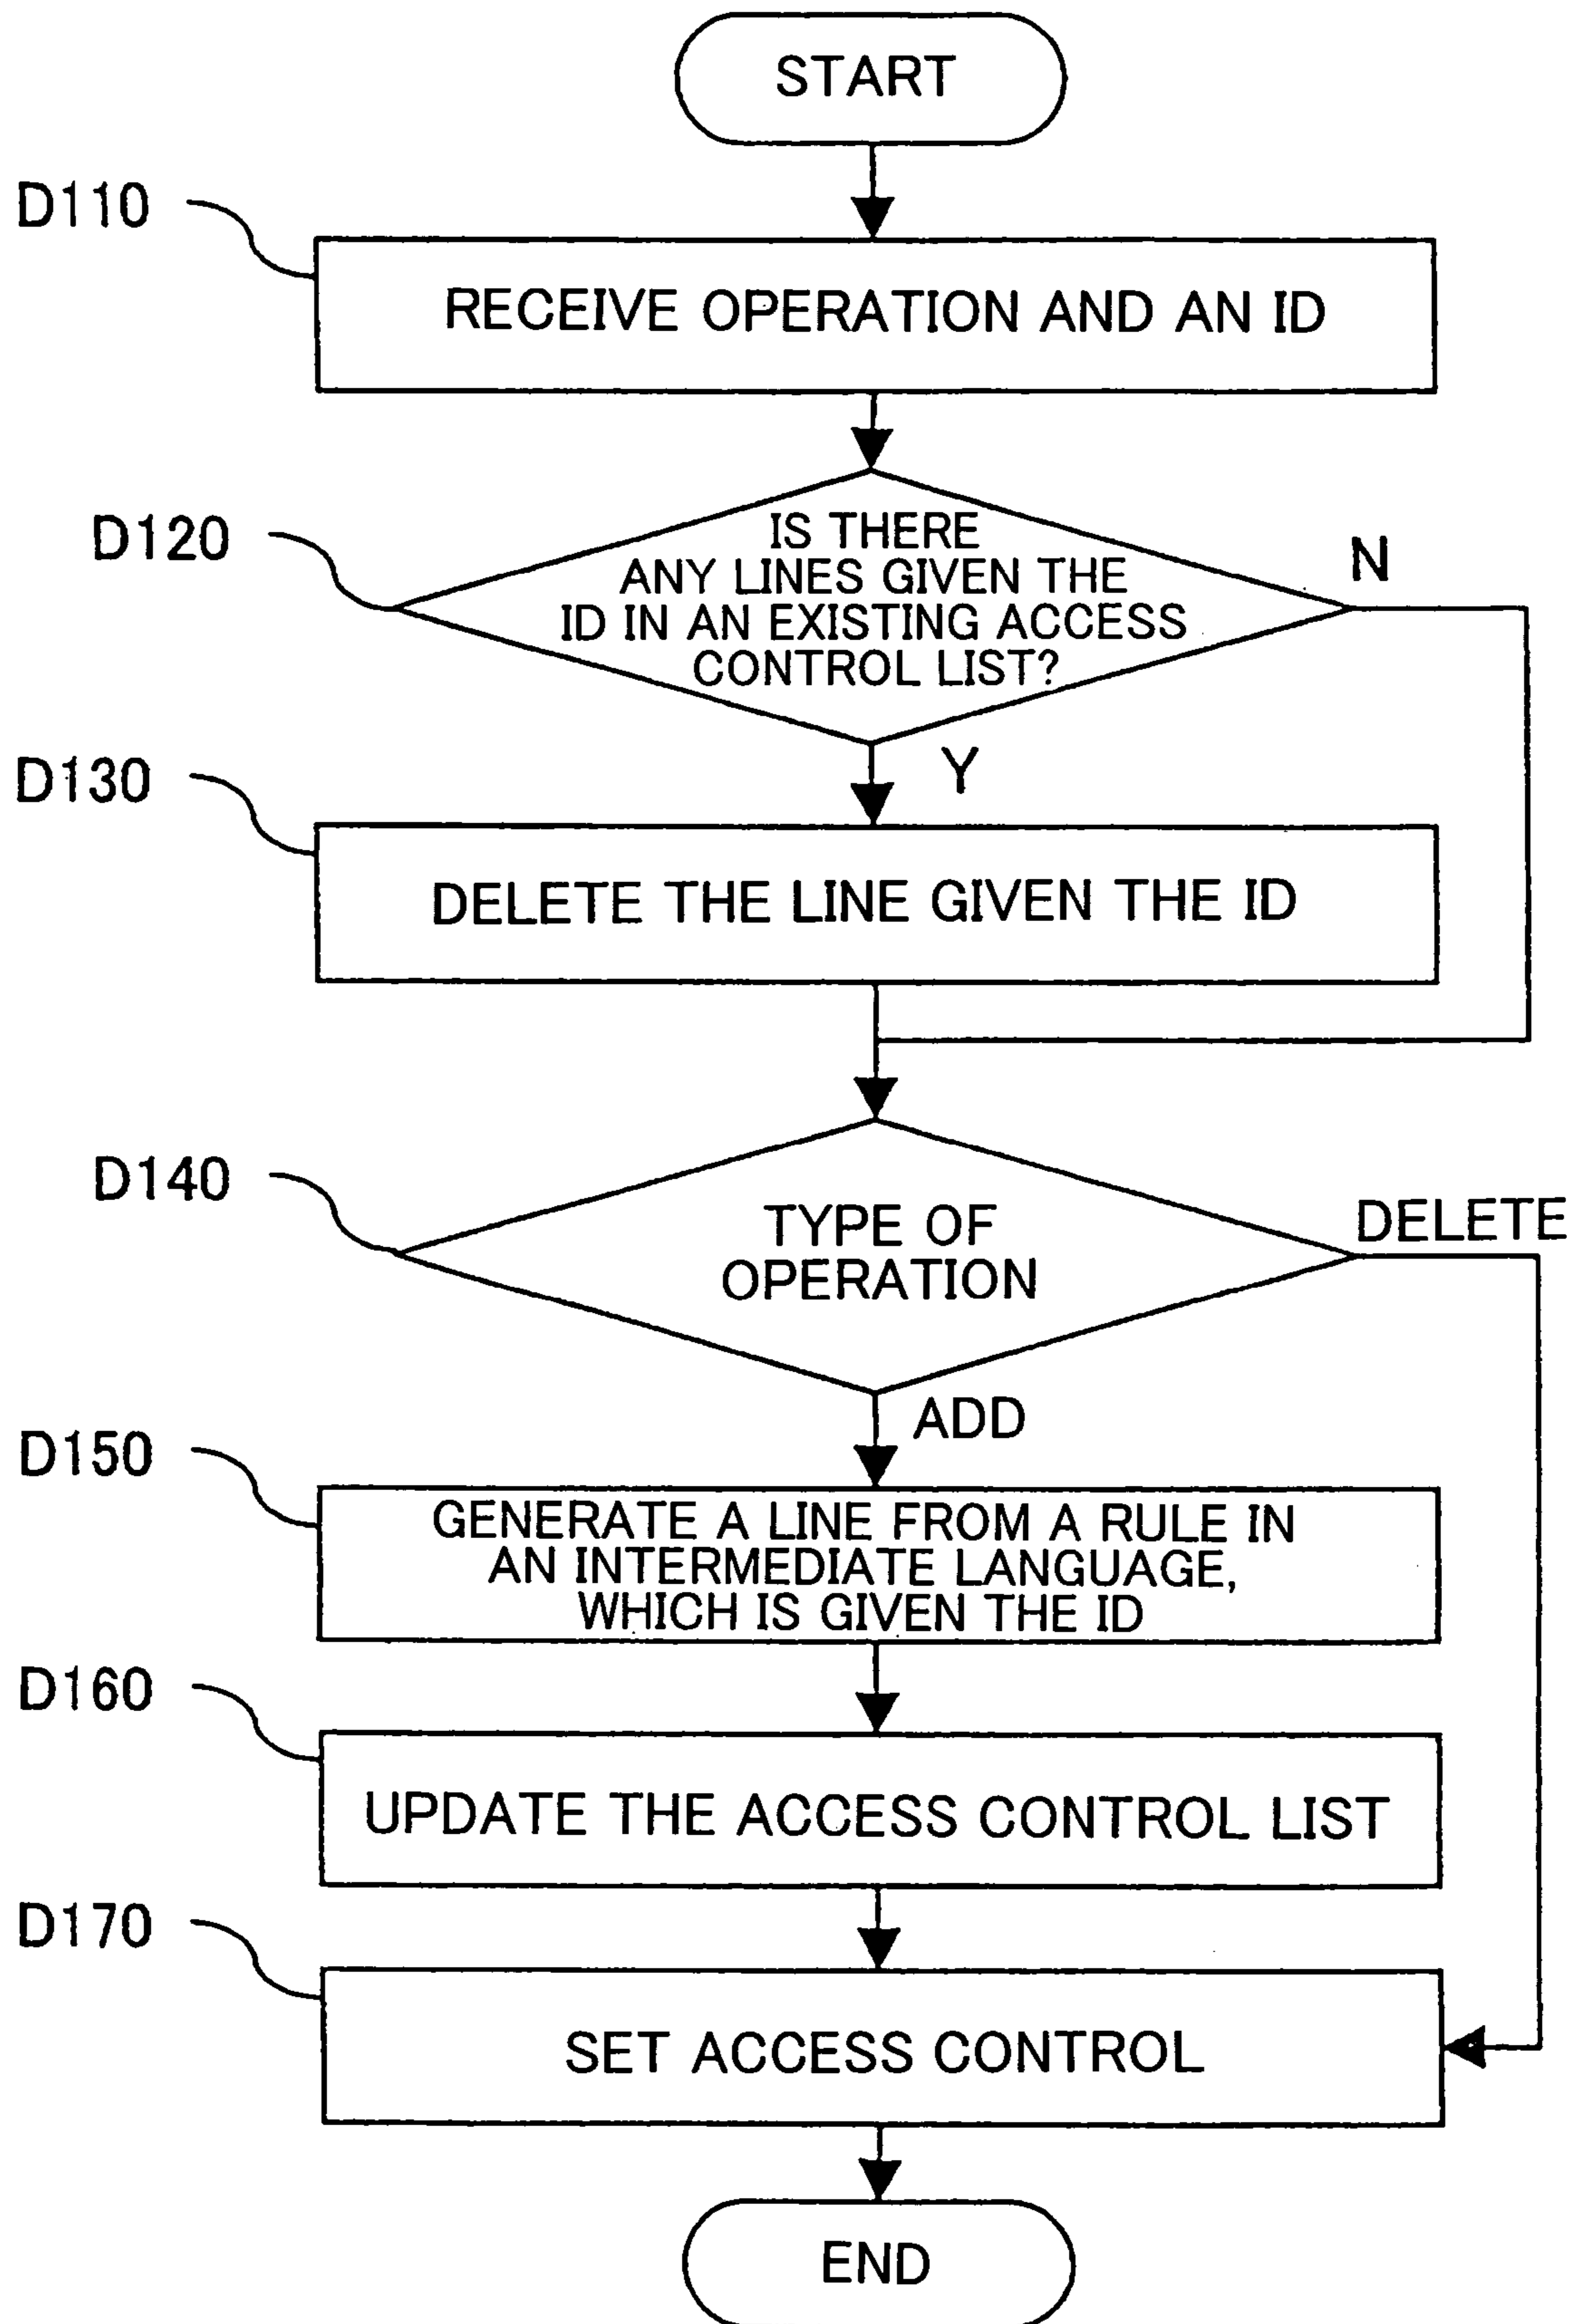 START
D110
RECEIVE OPERATION AND AN ID
D120
IS THERE
ANY LINES GIVEN THE
ID IN AN EXISTING ACCESS
CONTROL LIST?
N
Y
D130
DELETE THE LINE GIVEN THE ID
D140
TYPE OF
OPERATION
DELETE
ADD
D150
GENERATE A LINE FROM A RULE IN
AN INTERMEDIATE LANGUAGE,
WHICH IS GIVEN THE ID
D160
UPDATE THE ACCESS CONTROL LIST
D170
SET ACCESS CONTROL
END